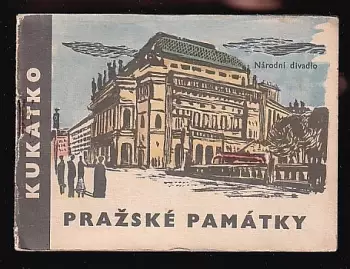 KUKÁTKO
Národní divadlo
PRAŽSKÉ PAMÁTKY